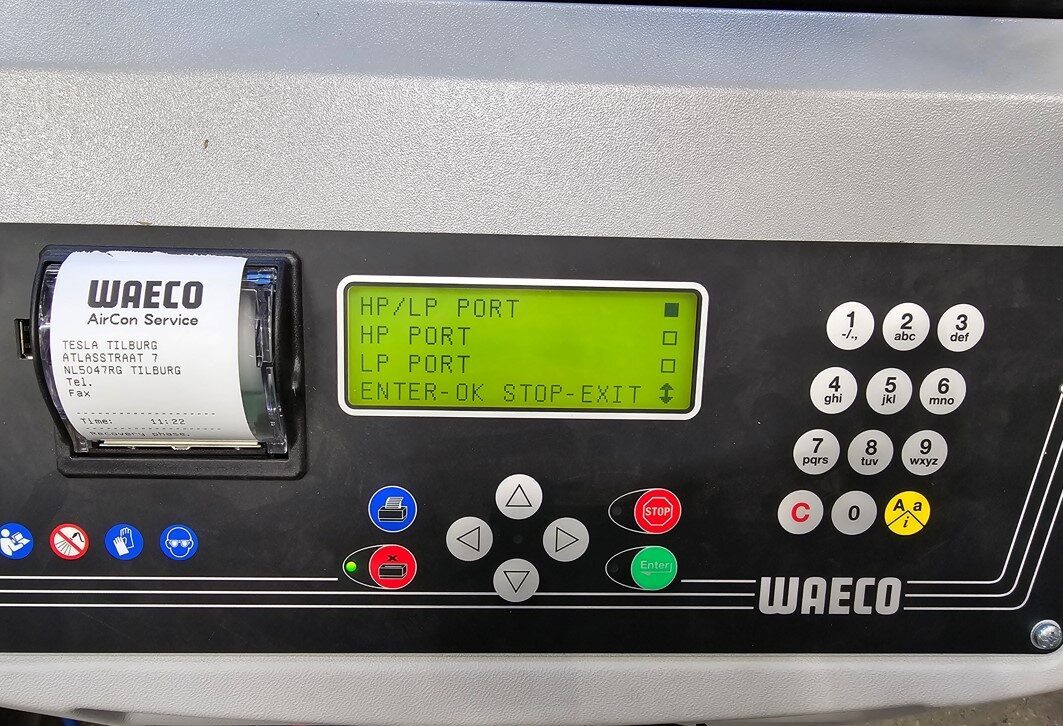 WAECO
AirCon Service
TESLA TILBURG
ATLASSTRAAT 7
NL5047RG TILBURG
Tel.
Fax
Time: 11:22
Recovery phase.
HP/LP PORT
HP PORT
LP PORT
ENTER-OK STOP-EXIT
1 -/.,
2 abc
3 def
4 ghi
5 jkl
6 mno
7 pqrs
8 tuv
9 wxyz
C
0
A a i
STOP
Enter
WAECO